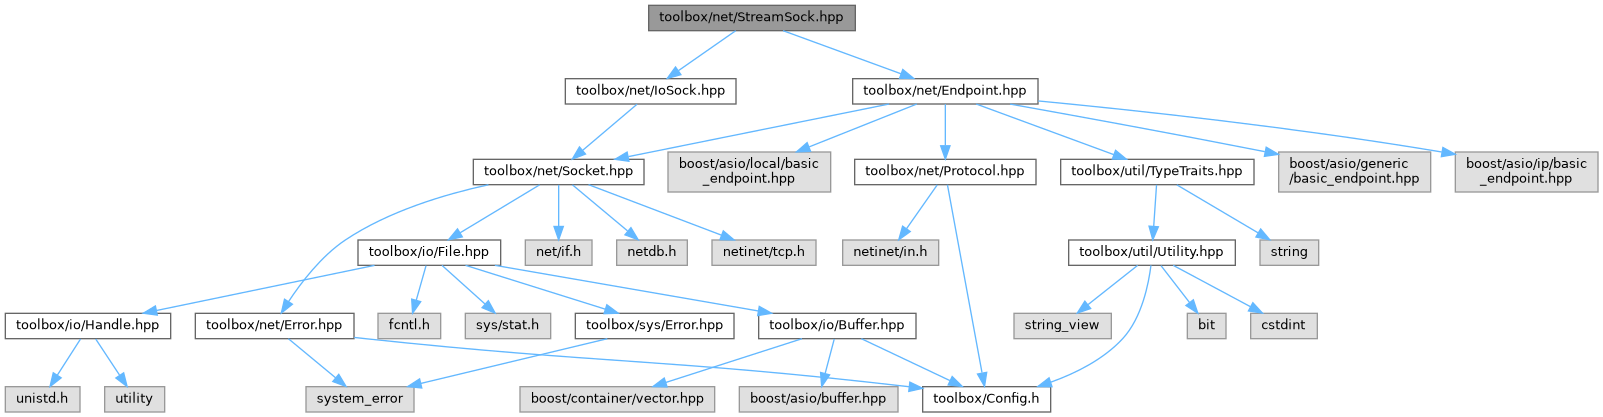 toolbox/net/StreamSock.hpp
toolbox/net/IoSock.hpp
toolbox/net/Endpoint.hpp
toolbox/net/Socket.hpp
boost/asio/local/basic
_endpoint.hpp
toolbox/net/Protocol.hpp
toolbox/util/TypeTraits.hpp
boost/asio/generic
/basic_endpoint.hpp
boost/asio/ip/basic
_endpoint.hpp
toolbox/io/File.hpp
net/if.h
netdb.h
netinet/tcp.h
netinet/in.h
toolbox/util/Utility.hpp
string
toolbox/io/Handle.hpp
toolbox/net/Error.hpp
fcntl.h
sys/stat.h
toolbox/sys/Error.hpp
toolbox/io/Buffer.hpp
string_view
bit
cstdint
unistd.h
utility
system_error
boost/container/vector.hpp
boost/asio/buffer.hpp
toolbox/Config.h